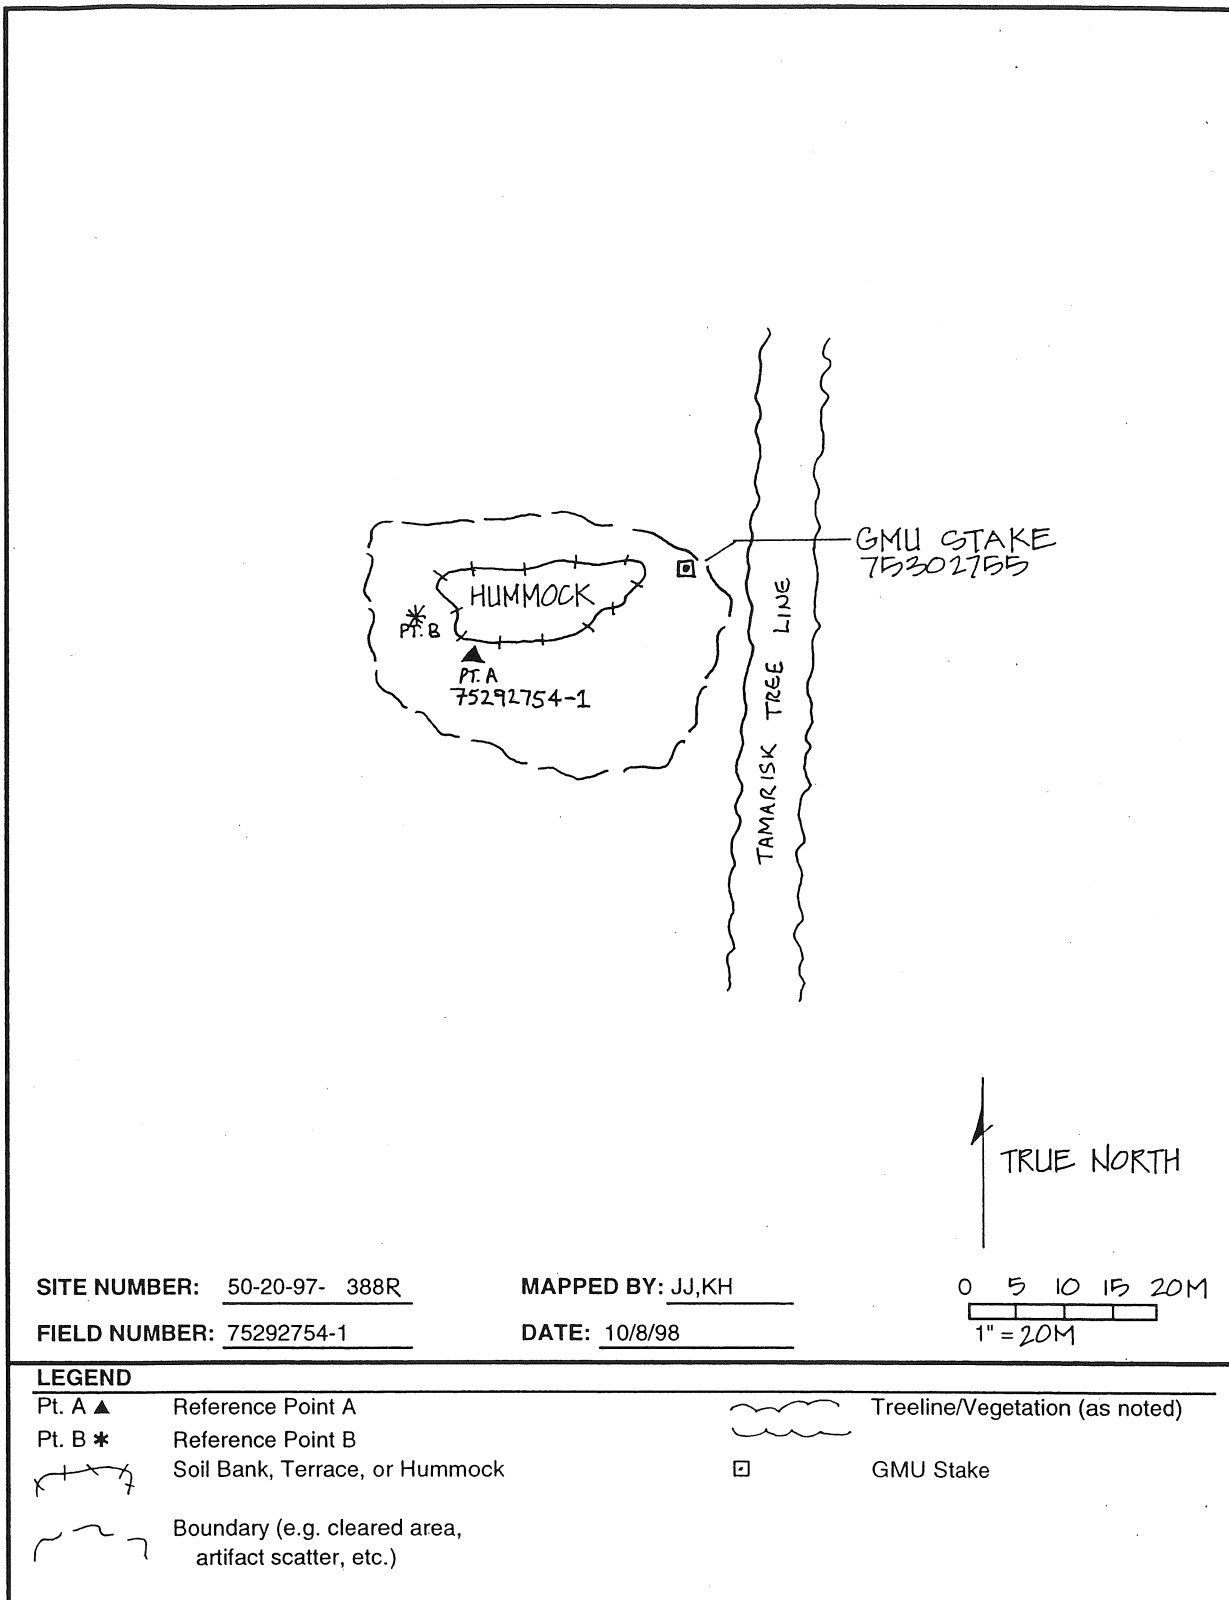 GMU STAKE
75302755
HUMMOCK
PT. B
PT. A
75292754-1
TAMARISK TREE LINE
TRUE NORTH
SITE NUMBER: 50-20-97- 388R
MAPPED BY: JJ,KH
0 5 10 15 20M
FIELD NUMBER: 75292754-1
DATE: 10/8/98
1" = 20M
LEGEND
Pt. A ▲ Reference Point A
Treeline/Vegetation (as noted)
Pt. B * Reference Point B
Soil Bank, Terrace, or Hummock
GMU Stake
Boundary (e.g. cleared area,
artifact scatter, etc.)